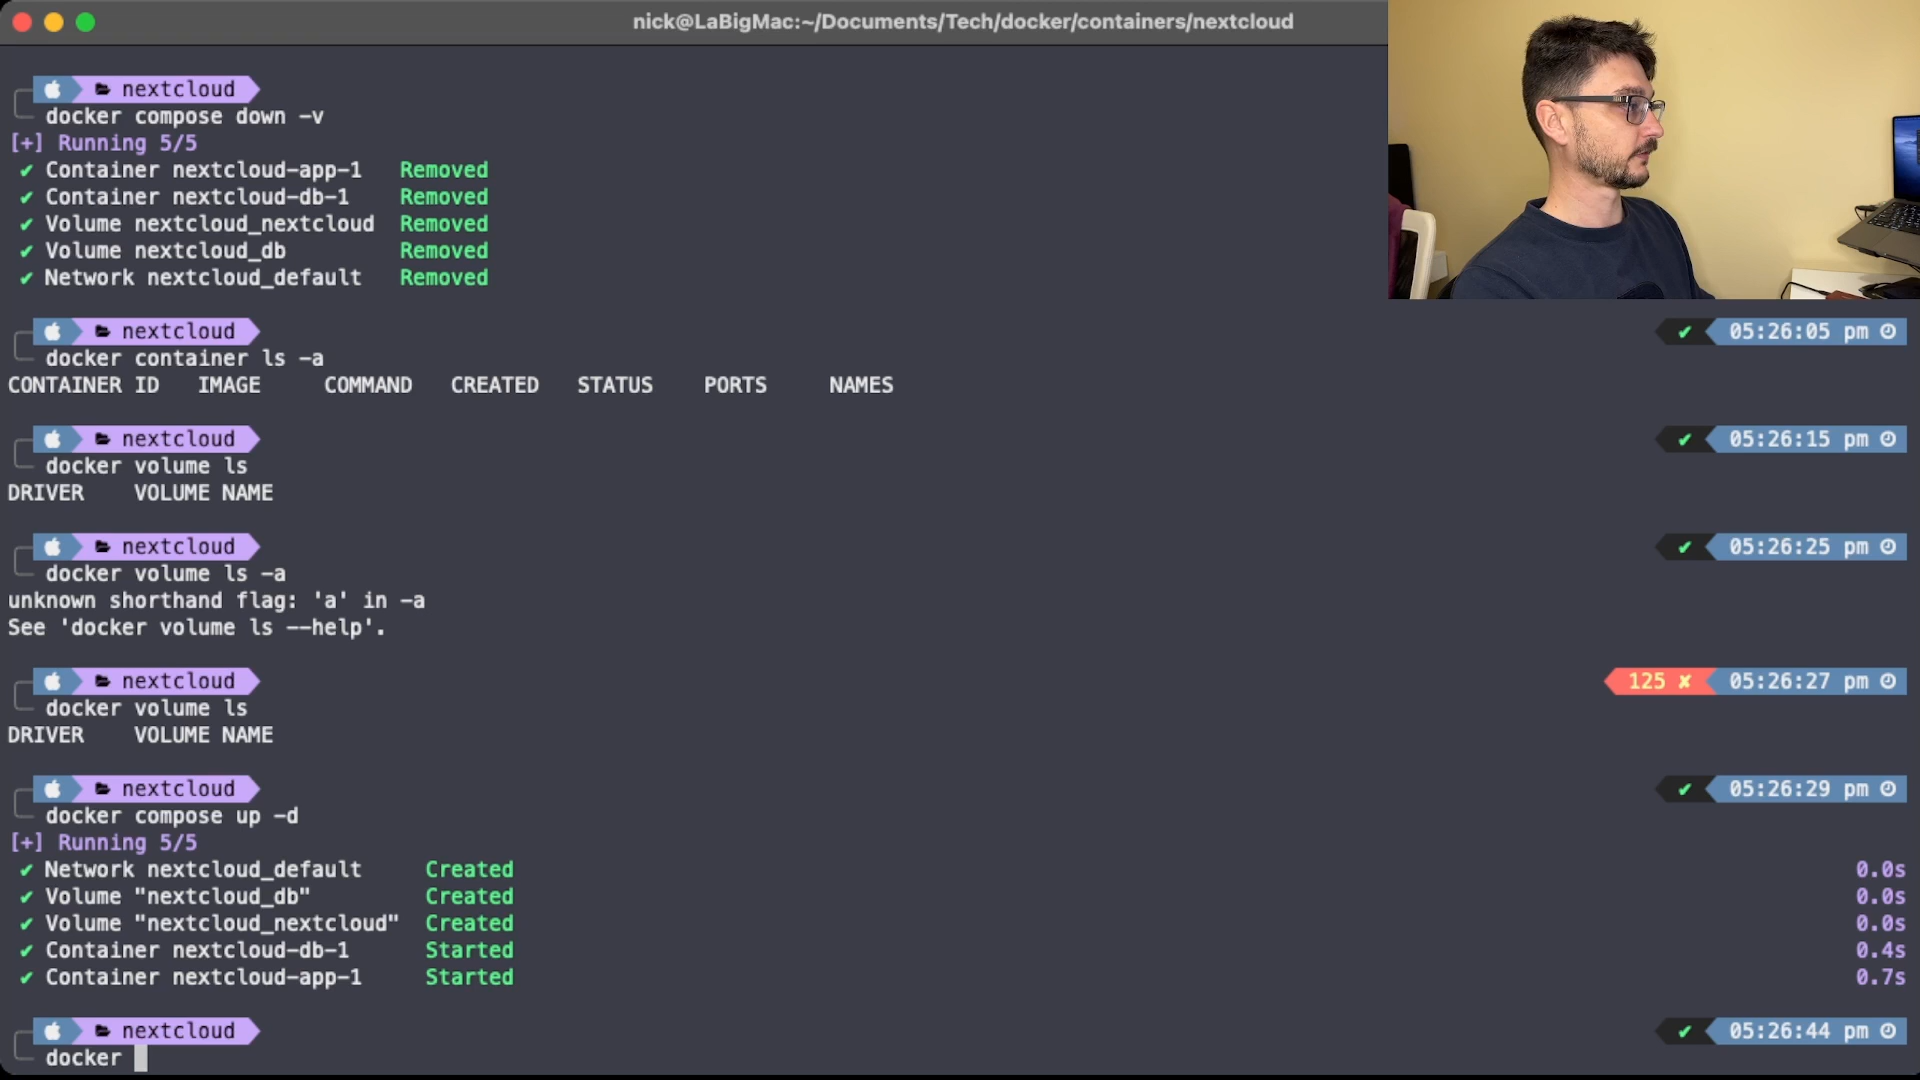 nick@LaBigMac:~/Documents/Tech/docker/containers/nextcloud
nextcloud
docker compose down -v
[+] Running 5/5
✔ Container nextcloud-app-1 Removed
✔ Container nextcloud-db-1 Removed
✔ Volume nextcloud_nextcloud Removed
✔ Volume nextcloud_db Removed
✔ Network nextcloud_default Removed
nextcloud ✔ 05:26:05 pm
docker container ls -a
CONTAINER ID IMAGE COMMAND CREATED STATUS PORTS NAMES
nextcloud ✔ 05:26:15 pm
docker volume ls
DRIVER VOLUME NAME
nextcloud ✔ 05:26:25 pm
docker volume ls -a
unknown shorthand flag: 'a' in -a
See 'docker volume ls --help'.
nextcloud 125 ✘ 05:26:27 pm
docker volume ls
DRIVER VOLUME NAME
nextcloud ✔ 05:26:29 pm
docker compose up -d
[+] Running 5/5
✔ Network nextcloud_default Created 0.0s
✔ Volume "nextcloud_db" Created 0.0s
✔ Volume "nextcloud_nextcloud" Created 0.0s
✔ Container nextcloud-db-1 Started 0.4s
✔ Container nextcloud-app-1 Started 0.7s
nextcloud ✔ 05:26:44 pm
docker